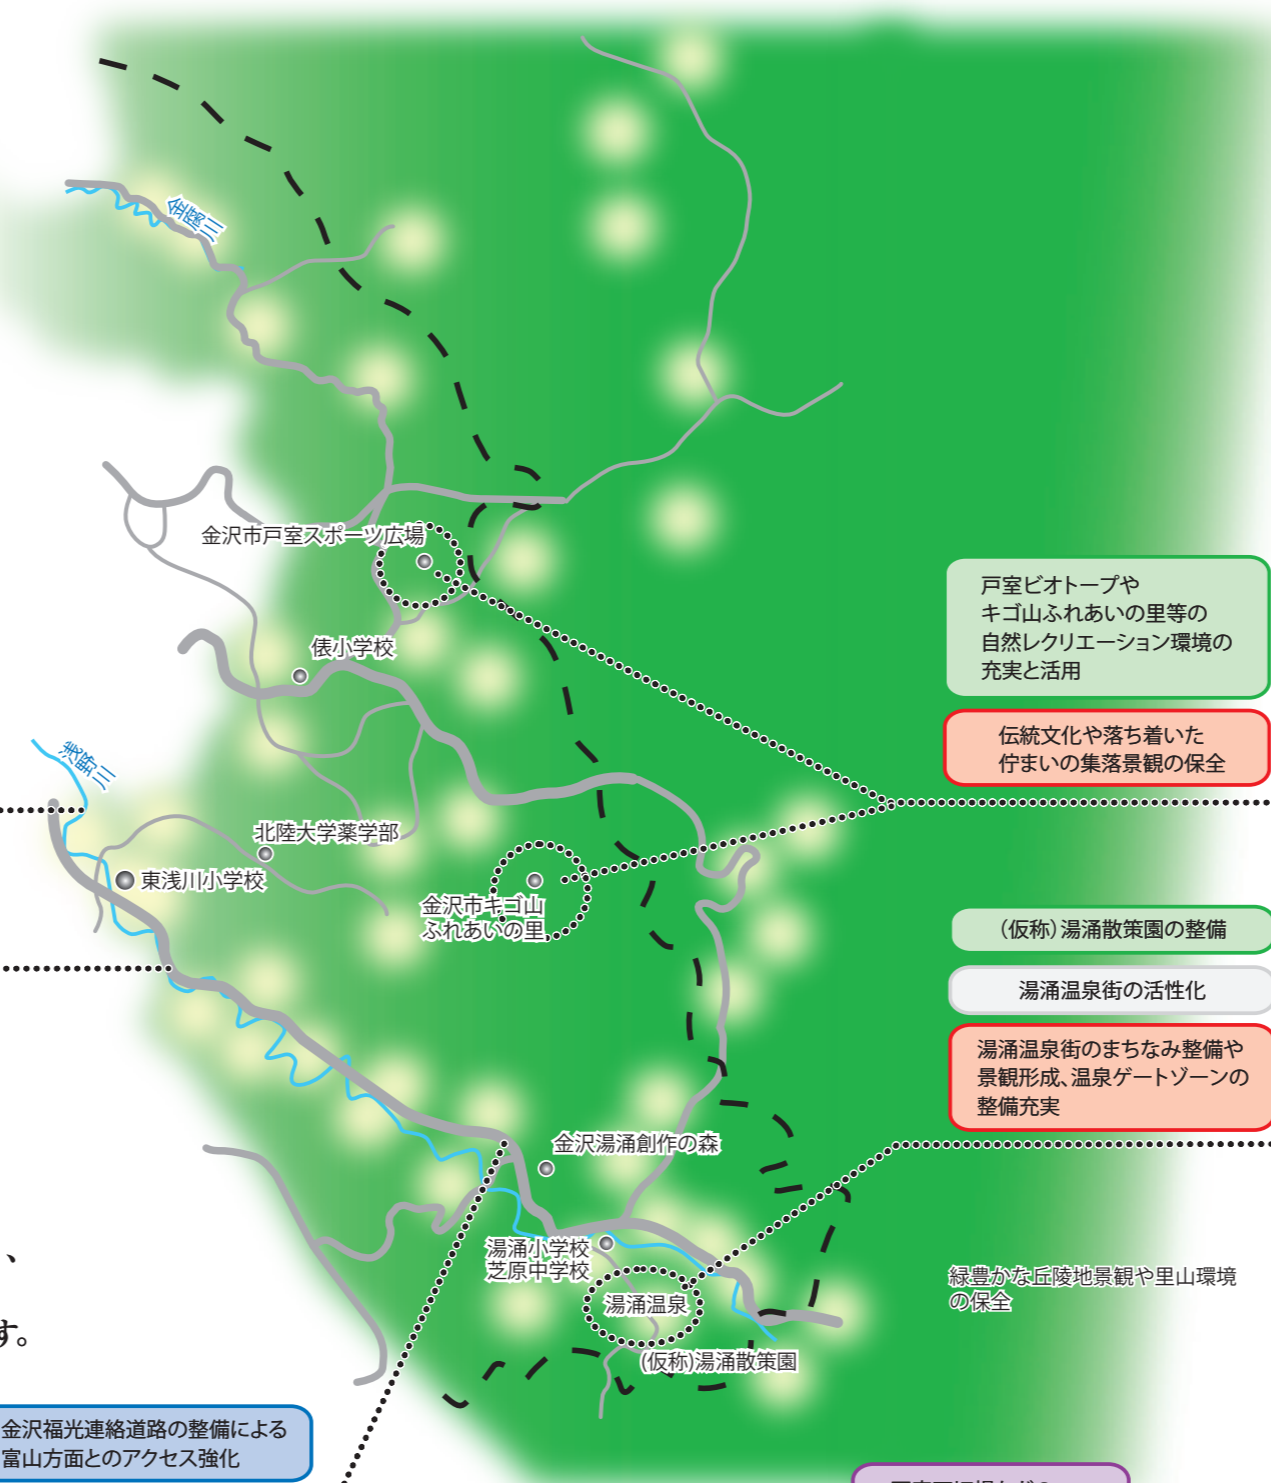 金腐川
金沢市戸室スポーツ広場
俵小学校
浅野川
北陸大学薬学部
東浅川小学校
金沢市キゴ山
ふれあいの里
戸室ビオトープや
キゴ山ふれあいの里等の
自然レクリエーション環境の
充実と活用
伝統文化や落ち着いた
佇まいの集落景観の保全
(仮称)湯涌散策園の整備
湯涌温泉街の活性化
湯涌温泉街のまちなみ整備や
景観形成、温泉ゲートゾーンの
整備充実
金沢湯涌創作の森
湯涌小学校
芝原中学校
湯涌温泉
(仮称)湯涌散策園
緑豊かな丘陵地景観や里山環境
の保全
、
す。
金沢福光連絡道路の整備による
富山方面とのアクセス強化